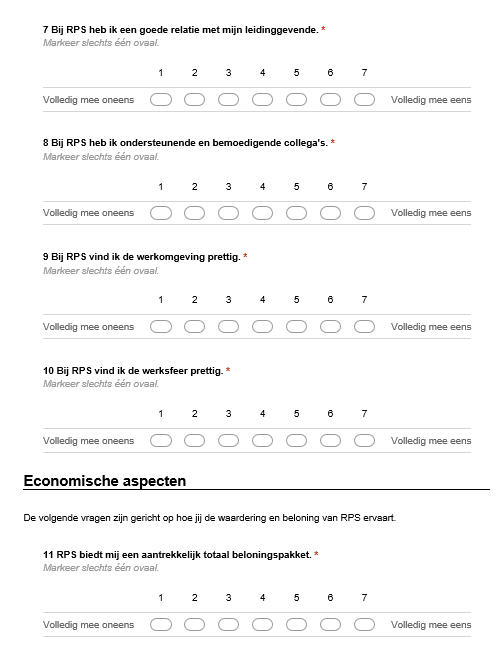 7 Bij RPS heb ik een goede relatie met mijn leidinggevende. *
Markeer slechts één ovaal.
1 2 3 4 5 6 7
Volledig mee oneens Volledig mee eens
8 Bij RPS heb ik ondersteunende en bemoedigende collega's. *
Markeer slechts één ovaal.
1 2 3 4 5 6 7
Volledig mee oneens Volledig mee eens
9 Bij RPS vind ik de werkomgeving prettig. *
Markeer slechts één ovaal.
1 2 3 4 5 6 7
Volledig mee oneens Volledig mee eens
10 Bij RPS vind ik de werksfeer prettig. *
Markeer slechts één ovaal.
1 2 3 4 5 6 7
Volledig mee oneens Volledig mee eens
Economische aspecten
De volgende vragen zijn gericht op hoe jij de waardering en beloning van RPS ervaart.
11 RPS biedt mij een aantrekkelijk totaal beloningspakket. *
Markeer slechts één ovaal.
1 2 3 4 5 6 7
Volledig mee oneens Volledig mee eens